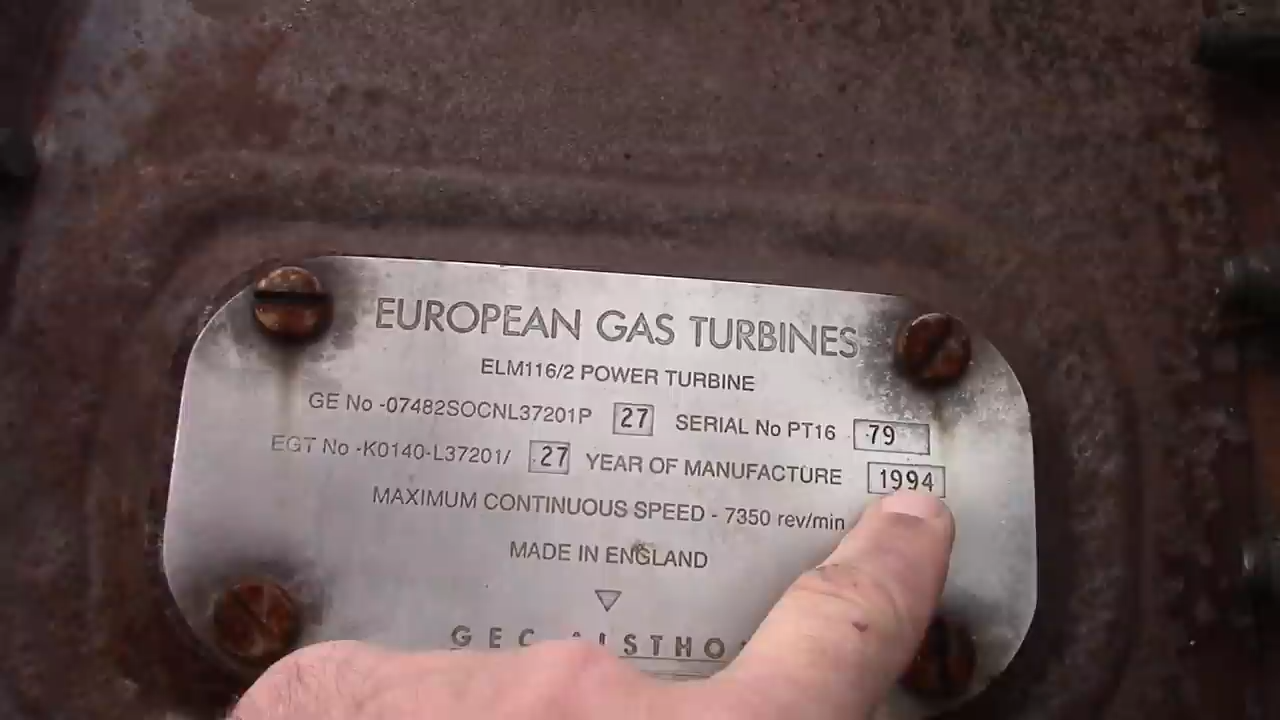 EUROPEAN GAS TURBINES
ELM116/2 POWER TURBINE
GE No -07482SOCNL37201P 27 SERIAL No PT16 79
EGT No -K0140-L37201/ 27 YEAR OF MANUFACTURE 1994
MAXIMUM CONTINUOUS SPEED - 7350 rev/min
MADE IN ENGLAND
GEC